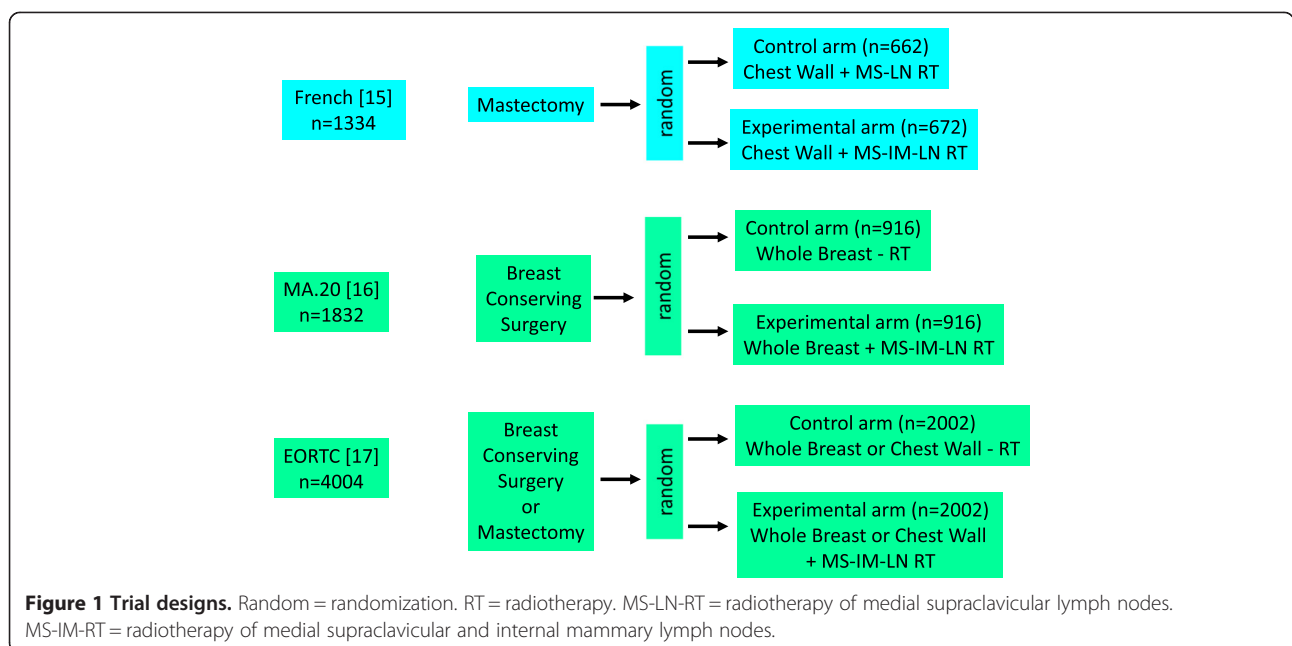 French [15]
n=1334
Mastectomy
random
Control arm (n=662)
Chest Wall + MS-LN RT
Experimental arm (n=672)
Chest Wall + MS-IM-LN RT
MA.20 [16]
n=1832
Breast
Conserving
Surgery
random
Control arm (n=916)
Whole Breast - RT
Experimental arm (n=916)
Whole Breast + MS-IM-LN RT
EORTC [17]
n=4004
Breast
Conserving
Surgery
or
Mastectomy
random
Control arm (n=2002)
Whole Breast or Chest Wall - RT
Experimental arm (n=2002)
Whole Breast or Chest Wall
+ MS-IM-LN RT
Figure 1 Trial designs. Random = randomization. RT = radiotherapy. MS-LN-RT = radiotherapy of medial supraclavicular lymph nodes.
MS-IM-RT = radiotherapy of medial supraclavicular and internal mammary lymph nodes.